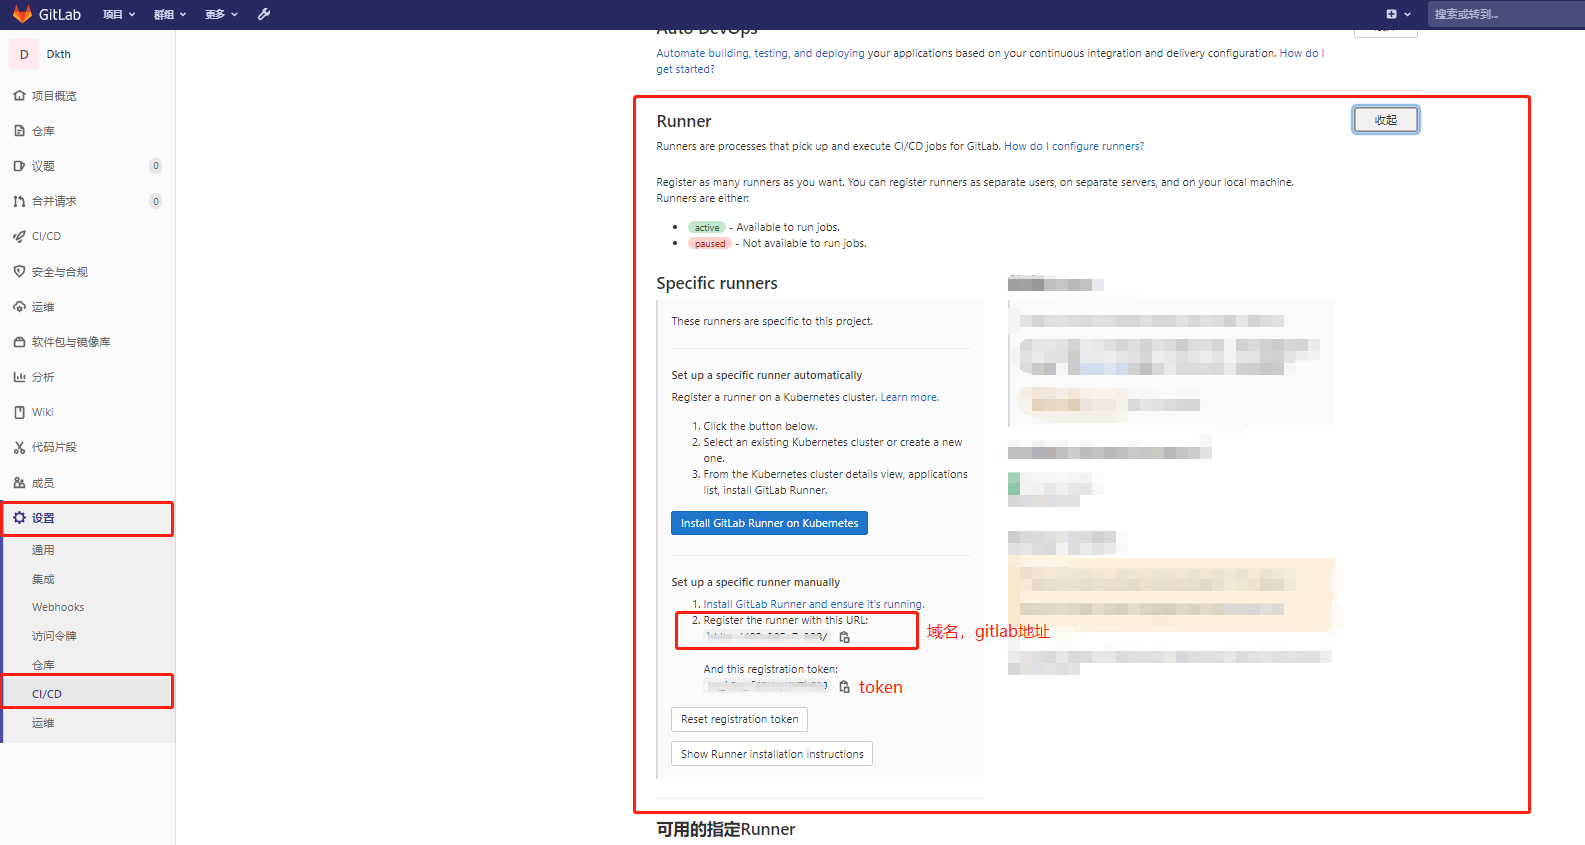 GitLab 项目 群组 更多 搜索或转到...
D Dkth
项目概览
仓库
议题 0
合并请求 0
CI/CD
安全与合规
运维
软件包与镜像库
分析
Wiki
代码片段
成员
设置
通用
集成
Webhooks
访问令牌
仓库
CI/CD
运维
Auto DevOps
Automate building, testing, and deploying your applications based on your continuous integration and delivery configuration. How do I
get started?
Runner
收起
Runners are processes that pick up and execute CI/CD jobs for GitLab. How do I configure runners?
Register as many runners as you want. You can register runners as separate users, on separate servers, and on your local machine.
Runners are either:
• active - Available to run jobs.
• paused - Not available to run jobs.
Specific runners
These runners are specific to this project.
Set up a specific runner automatically
Register a runner on a Kubernetes cluster. Learn more.
1. Click the button below.
2. Select an existing Kubernetes cluster or create a new
one.
3. From the Kubernetes cluster details view, applications
list, install GitLab Runner.
Install GitLab Runner on Kubernetes
Set up a specific runner manually
1. Install GitLab Runner and ensure it's running.
2. Register the runner with this URL:
域名，gitlab地址
And this registration token:
token
Reset registration token
Show Runner installation instructions
可用的指定Runner